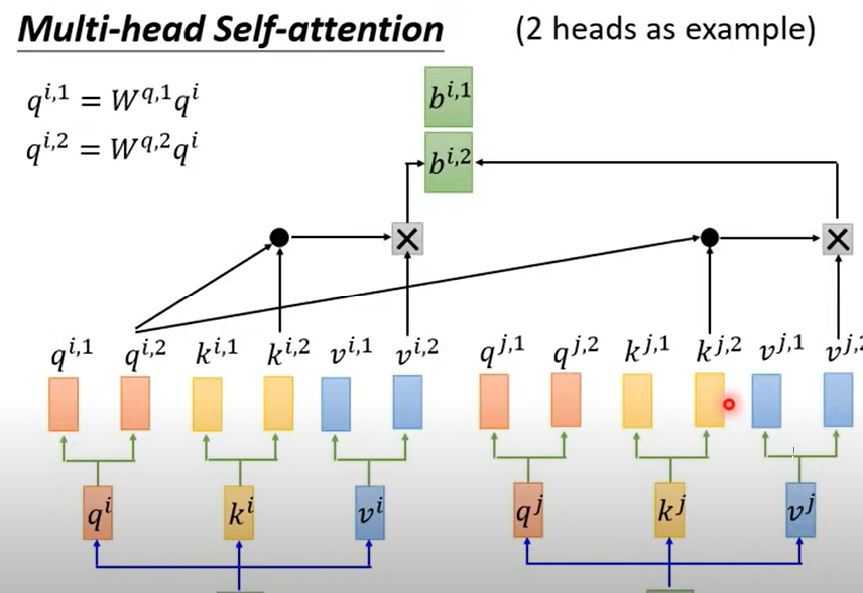 Multi-head Self-attention (2 heads as example)
q^{i,1} = W^{q,1}q^{i}
q^{i,2} = W^{q,2}q^{i}
b^{i,1}
b^{i,2}
q^{i,1} q^{i,2} k^{i,1} k^{i,2} v^{i,1} v^{i,2} q^{j,1} q^{j,2} k^{j,1} k^{j,2} v^{j,1} v^{j,2}
q^{i} k^{i} v^{i} q^{j} k^{j} v^{j}